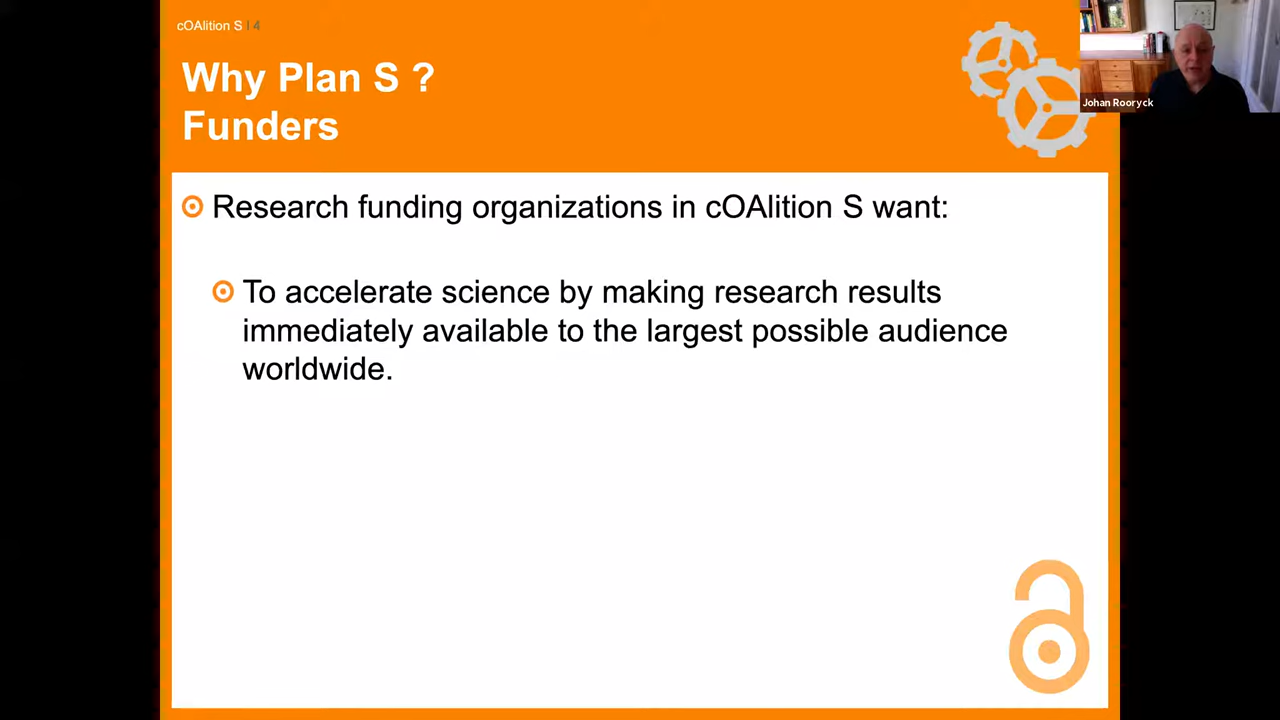 cOAlition S | 4
Why Plan S ?
Funders
Johan Rooryck
Research funding organizations in cOAlition S want:
To accelerate science by making research results
immediately available to the largest possible audience
worldwide.